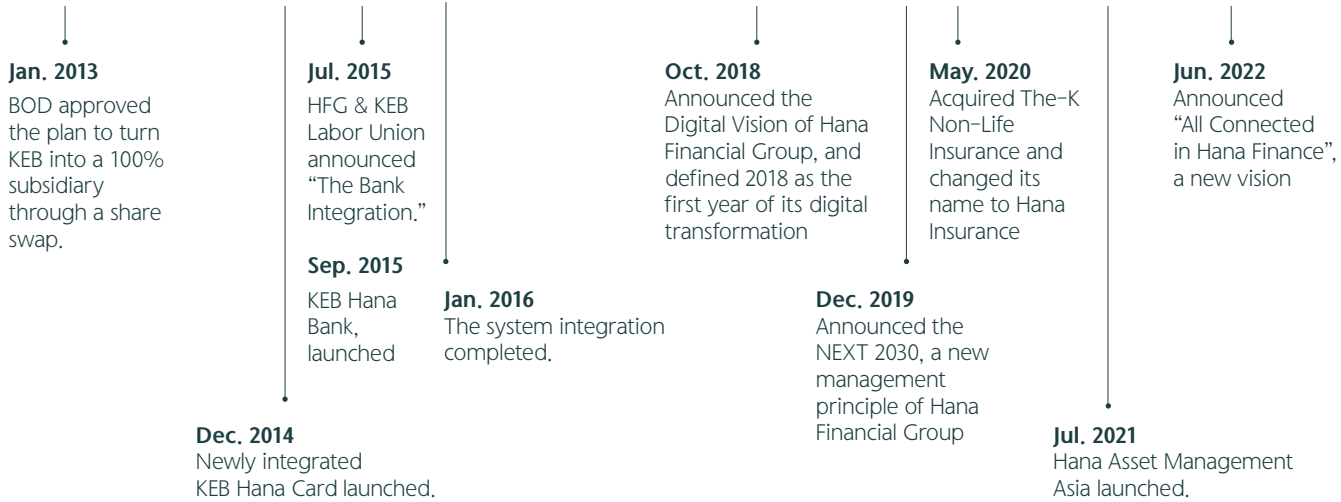 Jan. 2013
BOD approved
the plan to turn
KEB into a 100%
subsidiary
through a share
swap.
Dec. 2014
Newly integrated
KEB Hana Card launched.
Jul. 2015
HFG & KEB
Labor Union
announced
“The Bank
Integration.”
Sep. 2015
KEB Hana
Bank,
launched
Jan. 2016
The system integration
completed.
Oct. 2018
Announced the
Digital Vision of Hana
Financial Group, and
defined 2018 as the
first year of its digital
transformation
Dec. 2019
Announced the
NEXT 2030, a new
management
principle of Hana
Financial Group
May. 2020
Acquired The-K
Non-Life
Insurance and
changed its
name to Hana
Insurance
Jul. 2021
Hana Asset Management
Asia launched.
Jun. 2022
Announced
“All Connected
in Hana Finance”,
a new vision